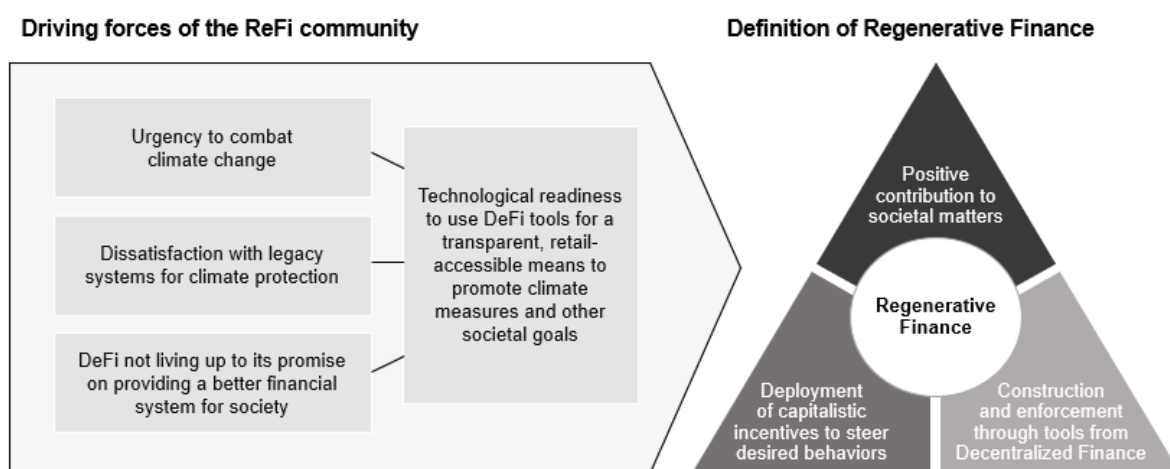 Driving forces of the ReFi community
Urgency to combat
climate change
Dissatisfaction with legacy
systems for climate protection
DeFi not living up to its promise
on providing a better financial
system for society
Technological readiness
to use DeFi tools for a
transparent, retail-
accessible means to
promote climate
measures and other
societal goals
Definition of Regenerative Finance
Positive
contribution to
societal matters
Regenerative
Finance
Deployment
of capitalistic
incentives to steer
desired behaviors
Construction
and enforcement
through tools from
Decentralized Finance